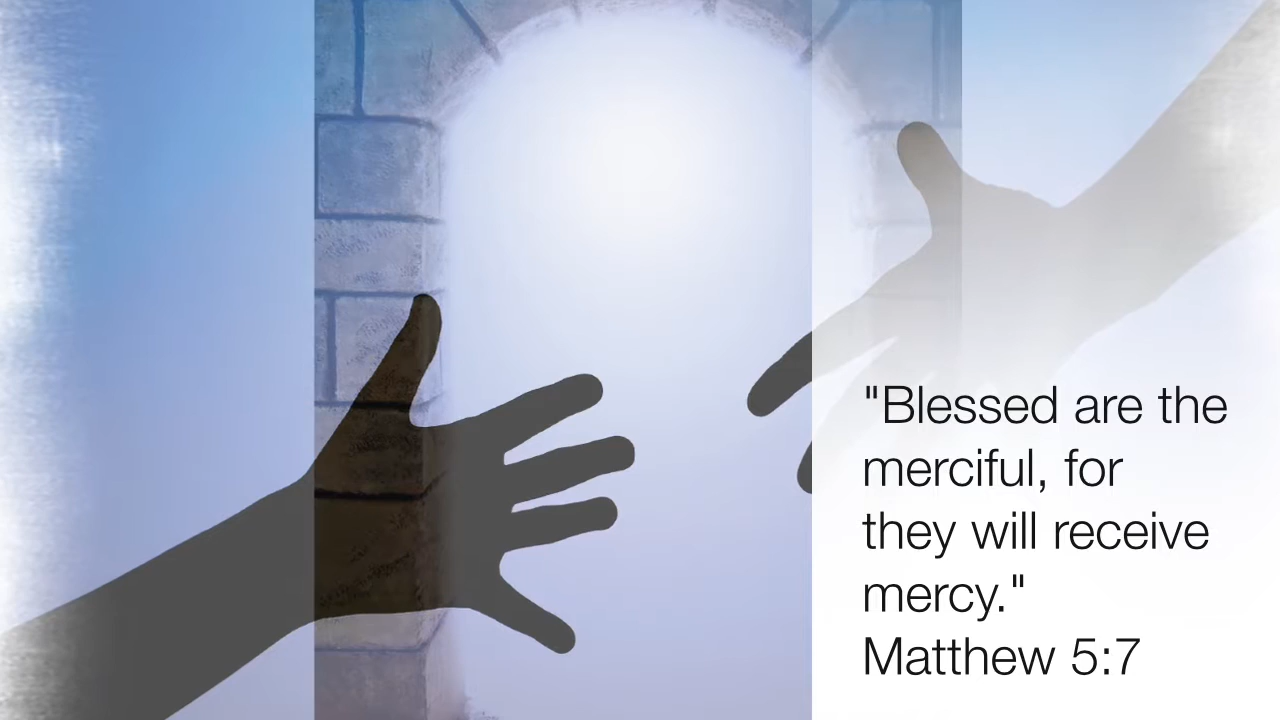 "Blessed are the
merciful, for
they will receive
mercy."
Matthew 5:7